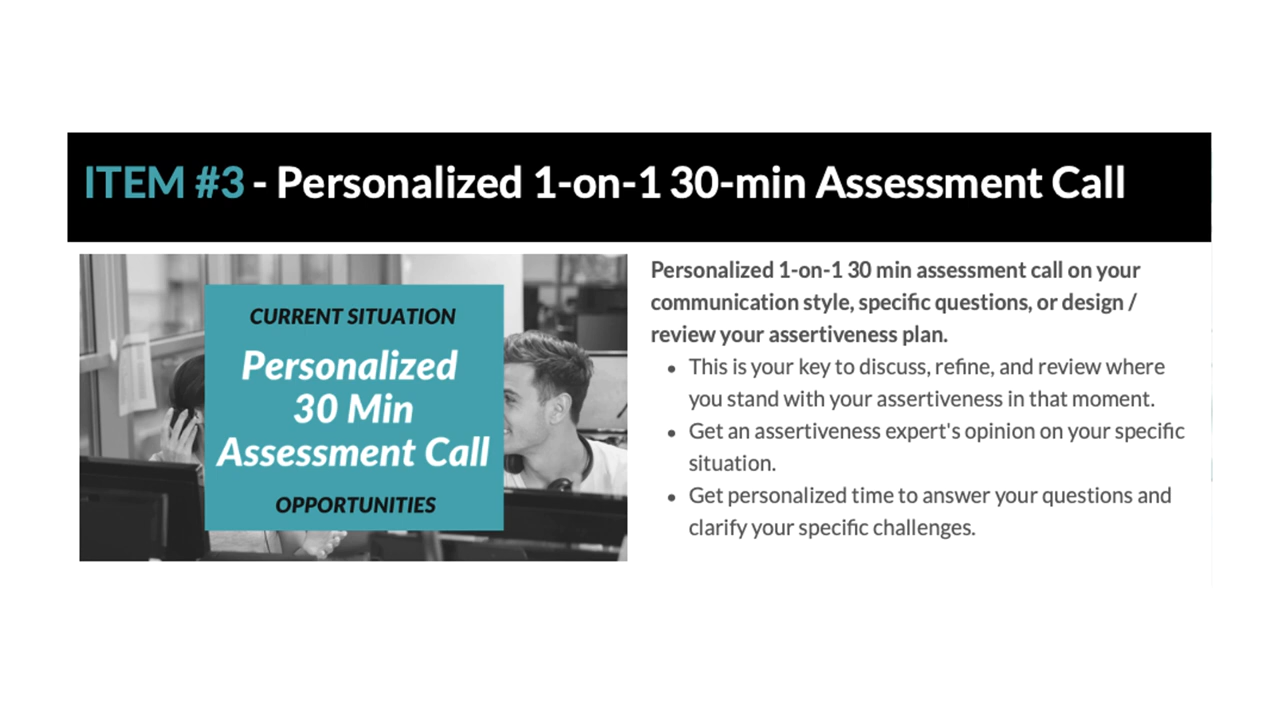 ITEM #3 - Personalized 1-on-1 30-min Assessment Call
CURRENT SITUATION
Personalized
30 Min
Assessment Call
OPPORTUNITIES
Personalized 1-on-1 30 min assessment call on your
communication style, specific questions, or design /
review your assertiveness plan.
• This is your key to discuss, refine, and review where
you stand with your assertiveness in that moment.
• Get an assertiveness expert's opinion on your specific
situation.
• Get personalized time to answer your questions and
clarify your specific challenges.